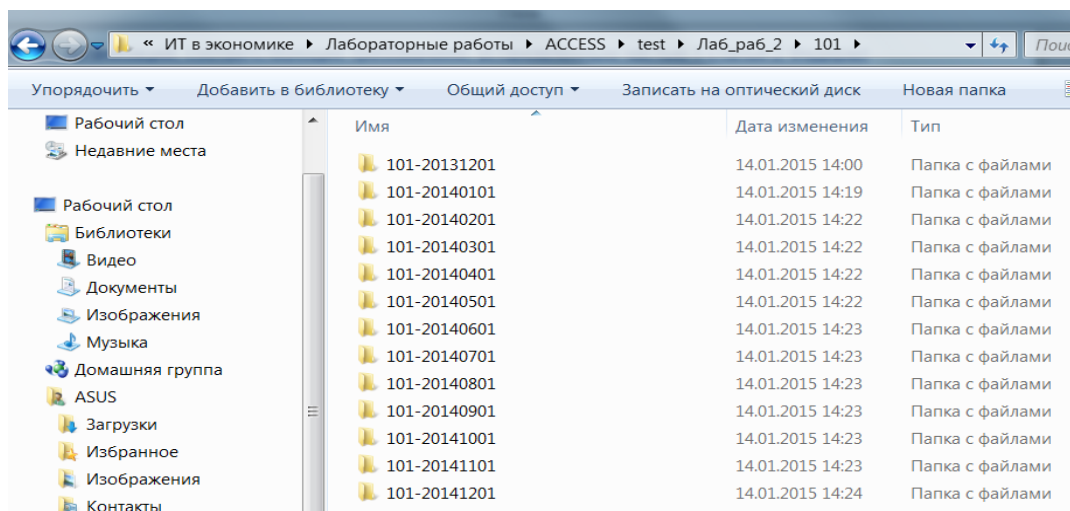 « ИТ в экономике ▸ Лабораторные работы ▸ ACCESS ▸ test ▸ Лаб_раб_2 ▸ 101 ▸
Упорядочить ▾ Добавить в библиотеку ▾ Общий доступ ▾ Записать на оптический диск Новая папка
Рабочий стол
Недавние места
Рабочий стол
Библиотеки
Видео
Документы
Изображения
Музыка
Домашняя группа
ASUS
Загрузки
Избранное
Изображения
Контакты
Имя Дата изменения Тип
101-20131201 14.01.2015 14:00 Папка с файлами
101-20140101 14.01.2015 14:19 Папка с файлами
101-20140201 14.01.2015 14:22 Папка с файлами
101-20140301 14.01.2015 14:22 Папка с файлами
101-20140401 14.01.2015 14:22 Папка с файлами
101-20140501 14.01.2015 14:22 Папка с файлами
101-20140601 14.01.2015 14:23 Папка с файлами
101-20140701 14.01.2015 14:23 Папка с файлами
101-20140801 14.01.2015 14:23 Папка с файлами
101-20140901 14.01.2015 14:23 Папка с файлами
101-20141001 14.01.2015 14:23 Папка с файлами
101-20141101 14.01.2015 14:23 Папка с файлами
101-20141201 14.01.2015 14:24 Папка с файлами